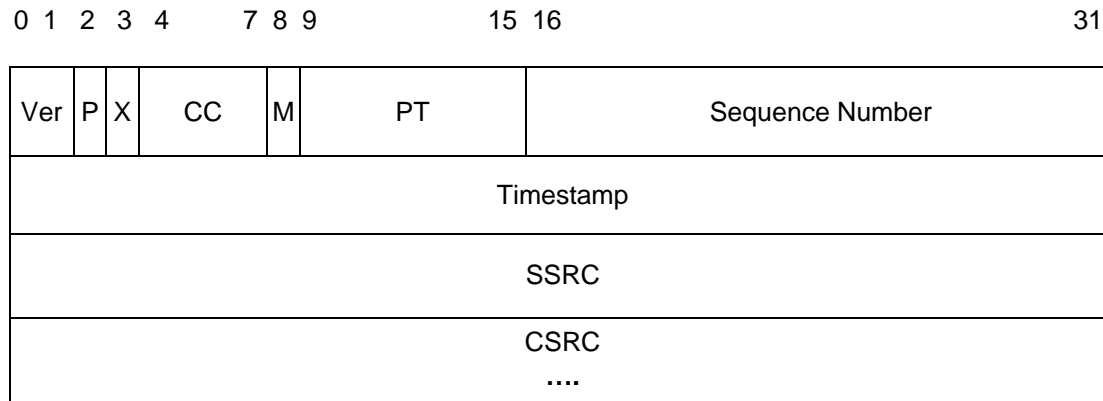 0 1 2 3 4 7 8 9 15 16 31
Ver P X CC M PT Sequence Number
Timestamp
SSRC
CSRC
....